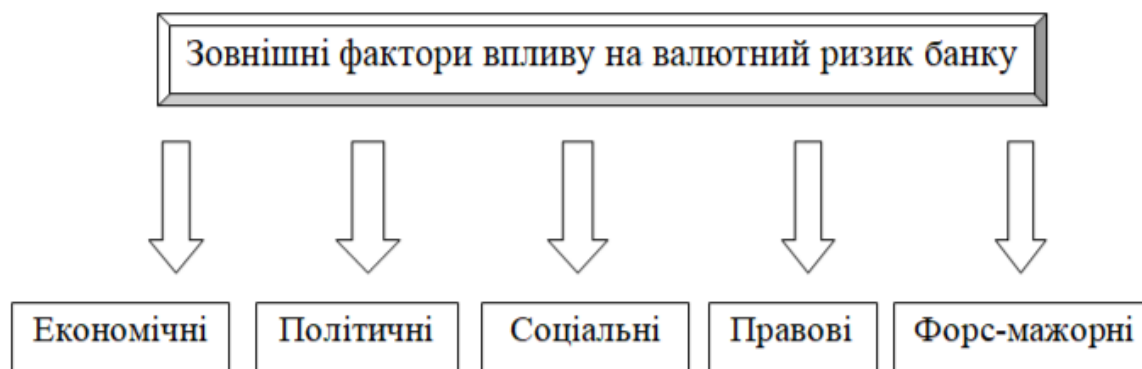 Зовнішні фактори впливу на валютний ризик банку
Економічні
Політичні
Соціальні
Правові
Форс-мажорні